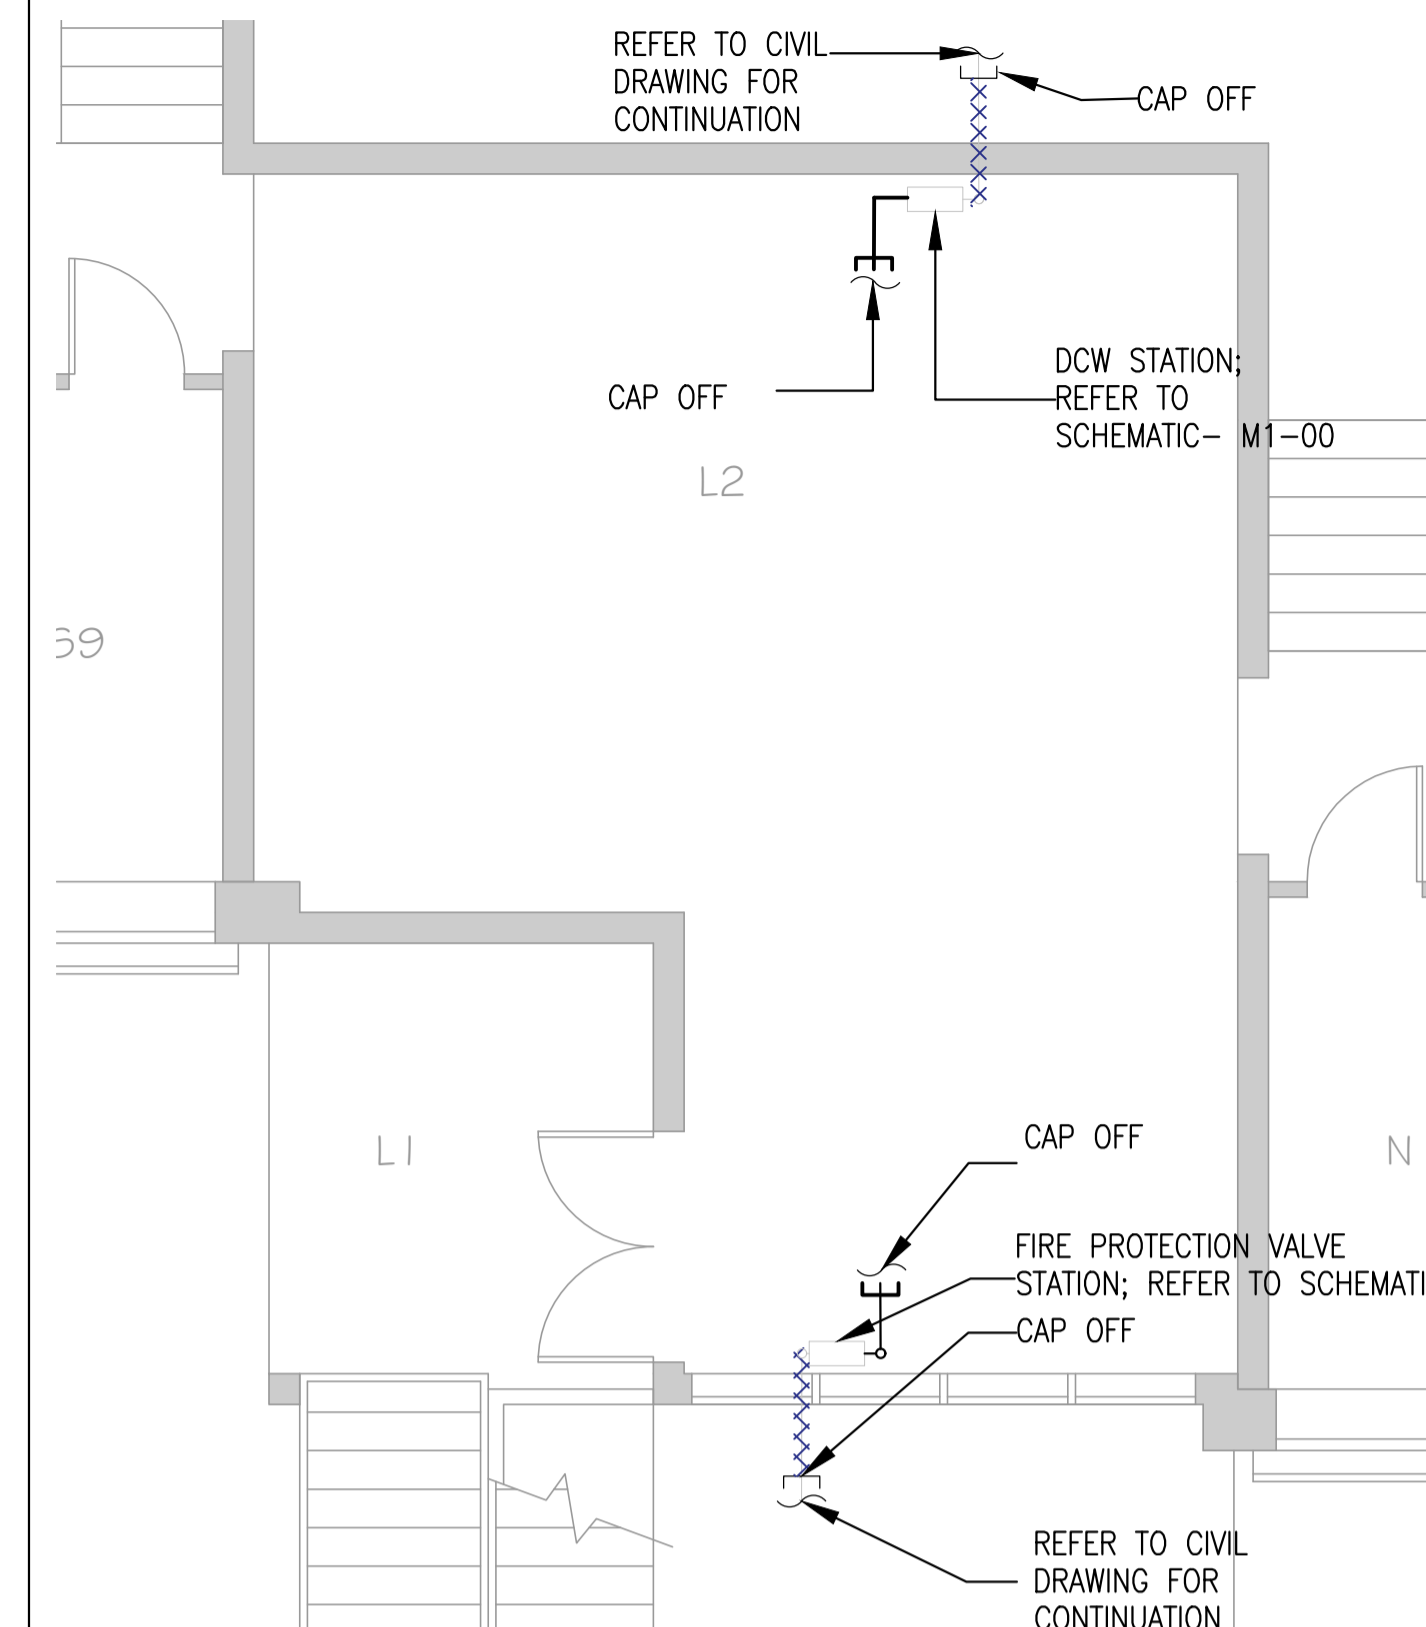 REFER TO CIVIL
DRAWING FOR
CONTINUATION
CAP OFF
DCW STATION;
REFER TO
SCHEMATIC- M1-00
CAP OFF
L2
69
L1
N
CAP OFF
FIRE PROTECTION VALVE
STATION; REFER TO SCHEMATI
CAP OFF
REFER TO CIVIL
DRAWING FOR
CONTINUATION